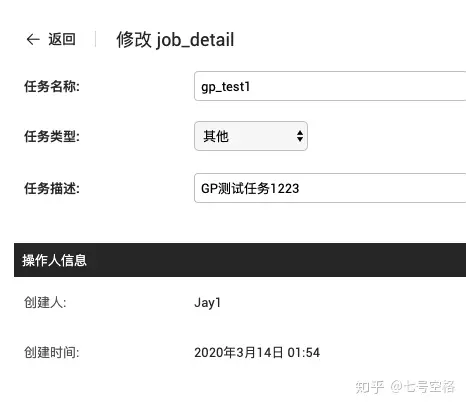 ← 返回 修改 job_detail
任务名称: gp_test1
任务类型: 其他
任务描述: GP测试任务1223
操作人信息
创建人: Jay1
创建时间: 2020年3月14日 01:54
知乎 @七号空格